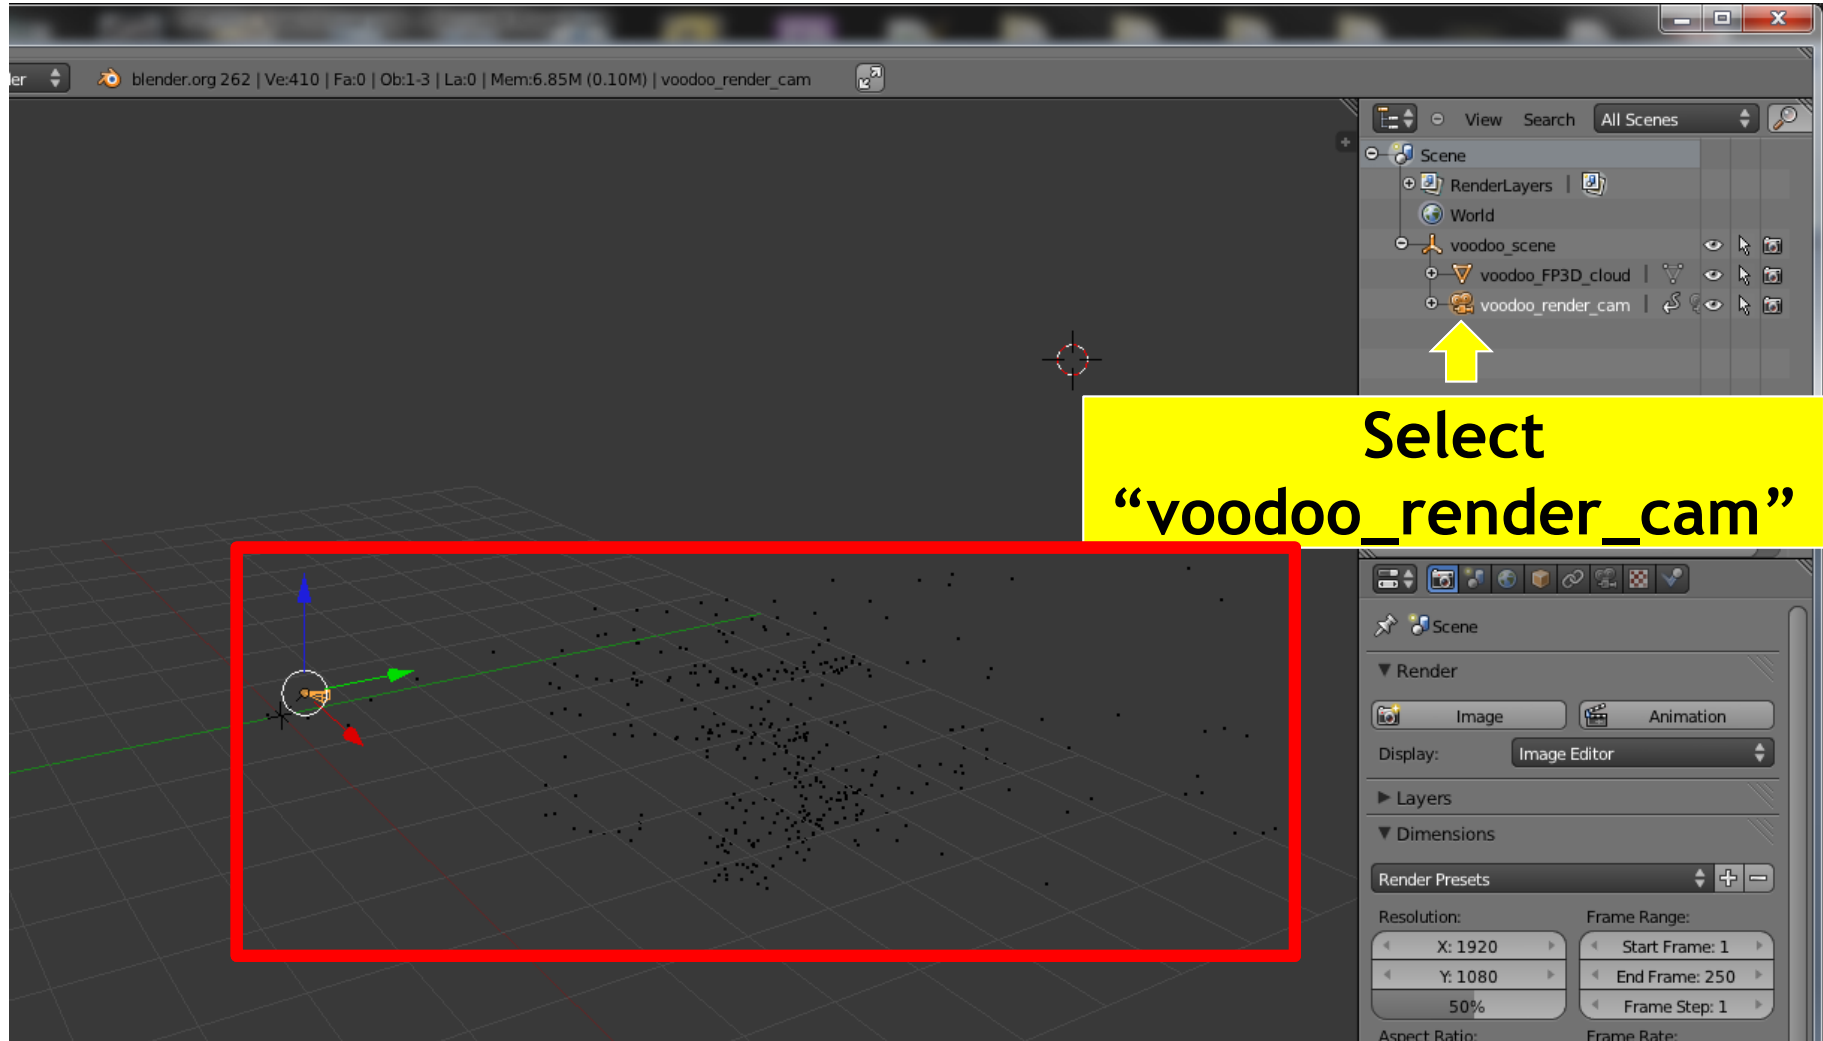 ler
blender.org 262 | Ve:410 | Fa:0 | Ob:1-3 | La:0 | Mem:6.85M (0.10M) | voodoo_render_cam
View Search All Scenes
Scene
RenderLayers |
World
voodoo_scene
voodoo_FP3D_cloud |
voodoo_render_cam |
Select
“voodoo_render_cam”
Scene
Render
Image Animation
Display: Image Editor
Layers
Dimensions
Render Presets
Resolution: Frame Range:
X: 1920 Start Frame: 1
Y: 1080 End Frame: 250
50% Frame Step: 1
Aspect Ratio: Frame Rate: